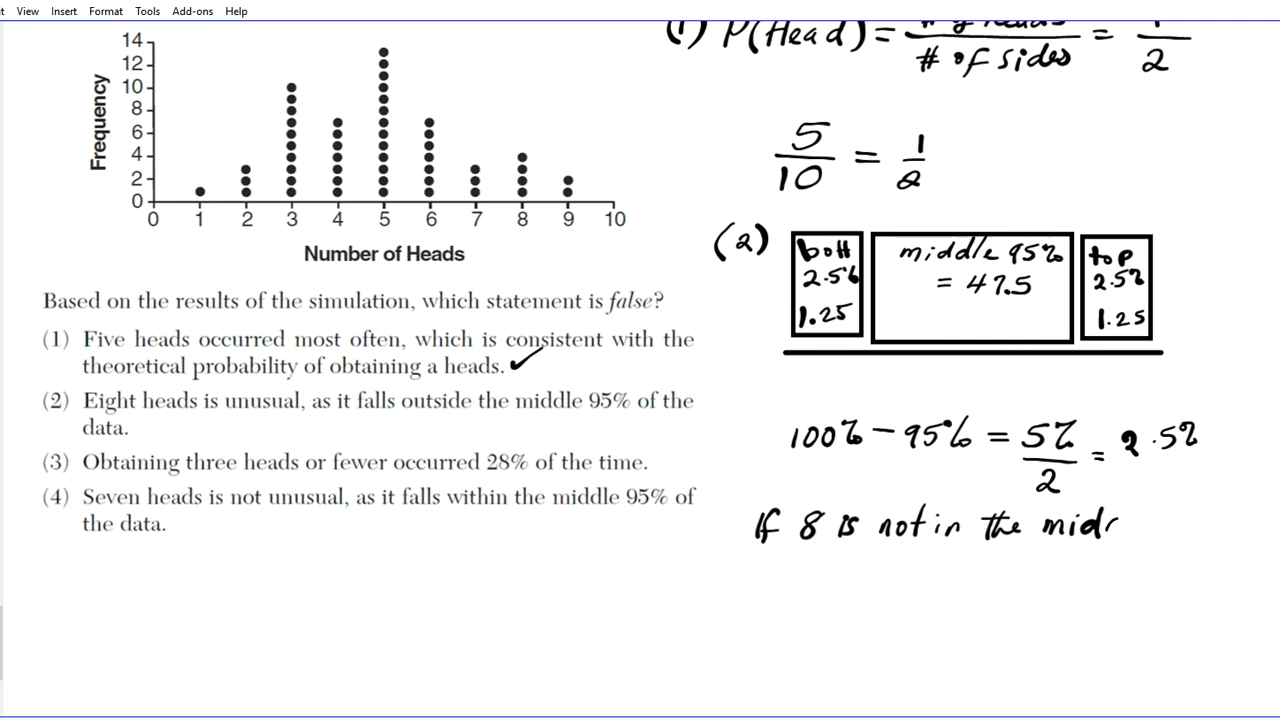 View Insert Format Tools Add-ons Help
14
12
10
8
6
4
2
0
Frequency
0 1 2 3 4 5 6 7 8 9 10
Number of Heads
Based on the results of the simulation, which statement is false?
(1) Five heads occurred most often, which is consistent with the
theoretical probability of obtaining a heads. ✓
(2) Eight heads is unusual, as it falls outside the middle 95% of the
data.
(3) Obtaining three heads or fewer occurred 28% of the time.
(4) Seven heads is not unusual, as it falls within the middle 95% of
the data.
(1) P(Head) = # of heads / # of sides = 1/2
5/10 = 1/2
(2)
bott
2.5%
1.25
middle 95%
= 47.5
top
2.5%
1.25
100% - 95% = 5%/2 = 2.5%
If 8 is not in the